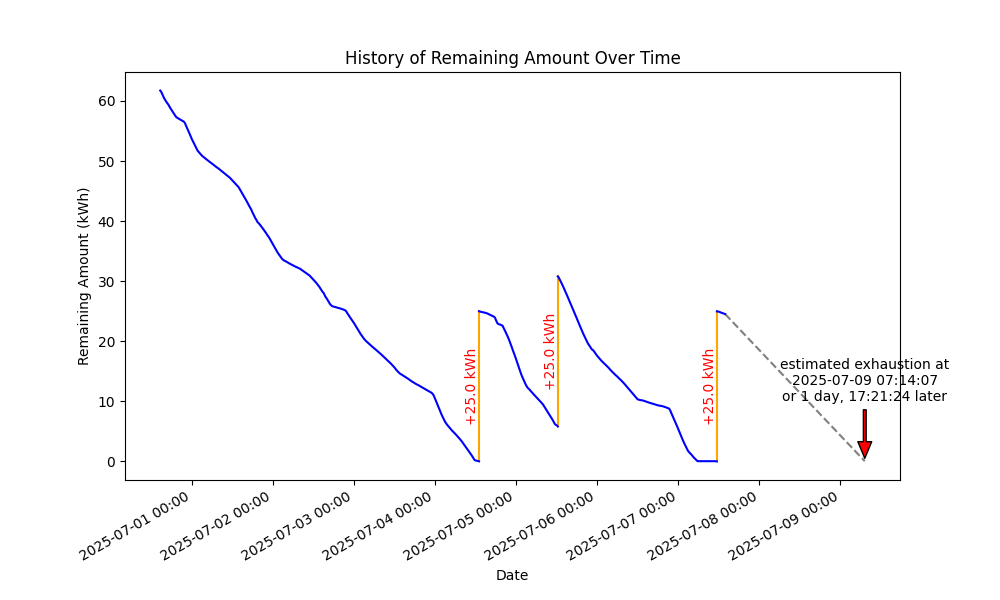 History of Remaining Amount Over Time
Remaining Amount (kWh)
60
50
40
30
20
10
0
+25.0 kWh
+25.0 kWh
+25.0 kWh
estimated exhaustion at
2025-07-09 07:14:07
or 1 day, 17:21:24 later
2025-07-01 00:00
2025-07-02 00:00
2025-07-03 00:00
2025-07-04 00:00
2025-07-05 00:00
2025-07-06 00:00
2025-07-07 00:00
2025-07-08 00:00
2025-07-09 00:00
Date